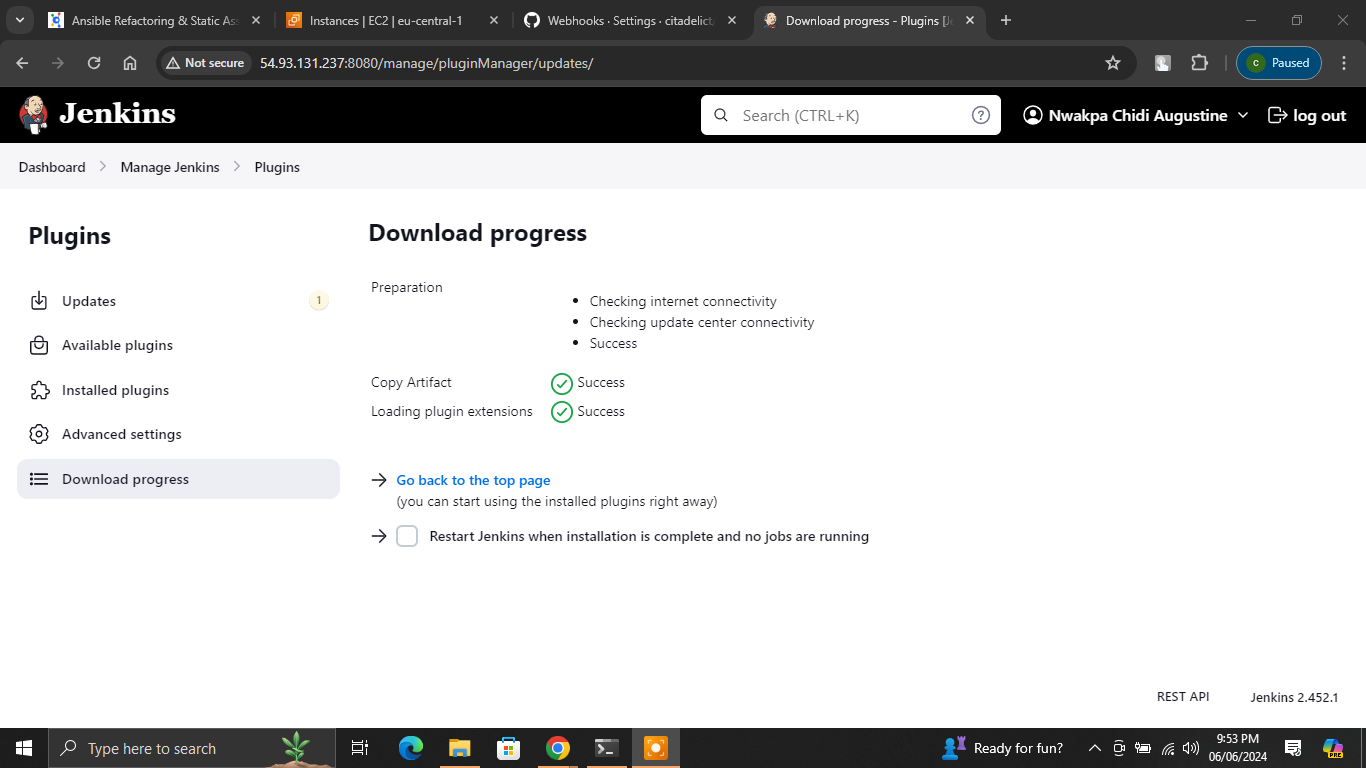 Ansible Refactoring & Static As
Instances | EC2 | eu-central-1
Webhooks · Settings · citadelict
Download progress - Plugins [Je
Not secure
54.93.131.237:8080/manage/pluginManager/updates/
c
Paused
Jenkins
Search (CTRL+K)
Nwakpa Chidi Augustine
log out
Dashboard
Manage Jenkins
Plugins
Plugins
Updates
1
Available plugins
Installed plugins
Advanced settings
Download progress
Download progress
Preparation
Checking internet connectivity
Checking update center connectivity
Success
Copy Artifact
Success
Loading plugin extensions
Success
Go back to the top page
(you can start using the installed plugins right away)
Restart Jenkins when installation is complete and no jobs are running
REST API
Jenkins 2.452.1
Type here to search
Ready for fun?
9:53 PM
06/06/2024
PRE